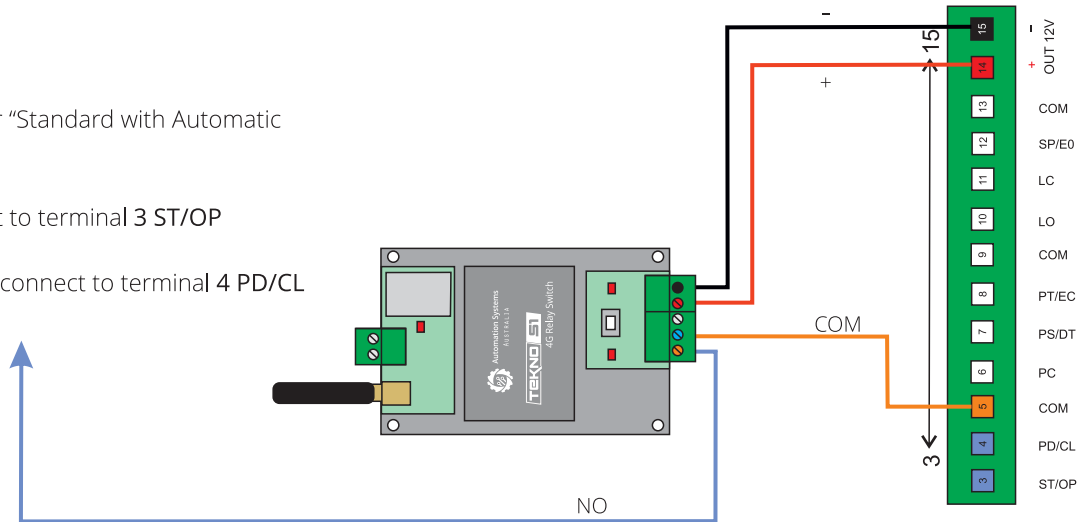 r “Standard with Automatic
t to terminal 3 ST/OP
connect to terminal 4 PD/CL
-
+
COM
NO
Automation Systems
AUSTRALIA
TEKNO S1
4G Relay Switch
15
3
15
14
13
12
11
10
9
8
7
6
5
4
3
-
+
OUT 12V
COM
SP/E0
LC
LO
COM
PT/EC
PS/DT
PC
COM
PD/CL
ST/OP